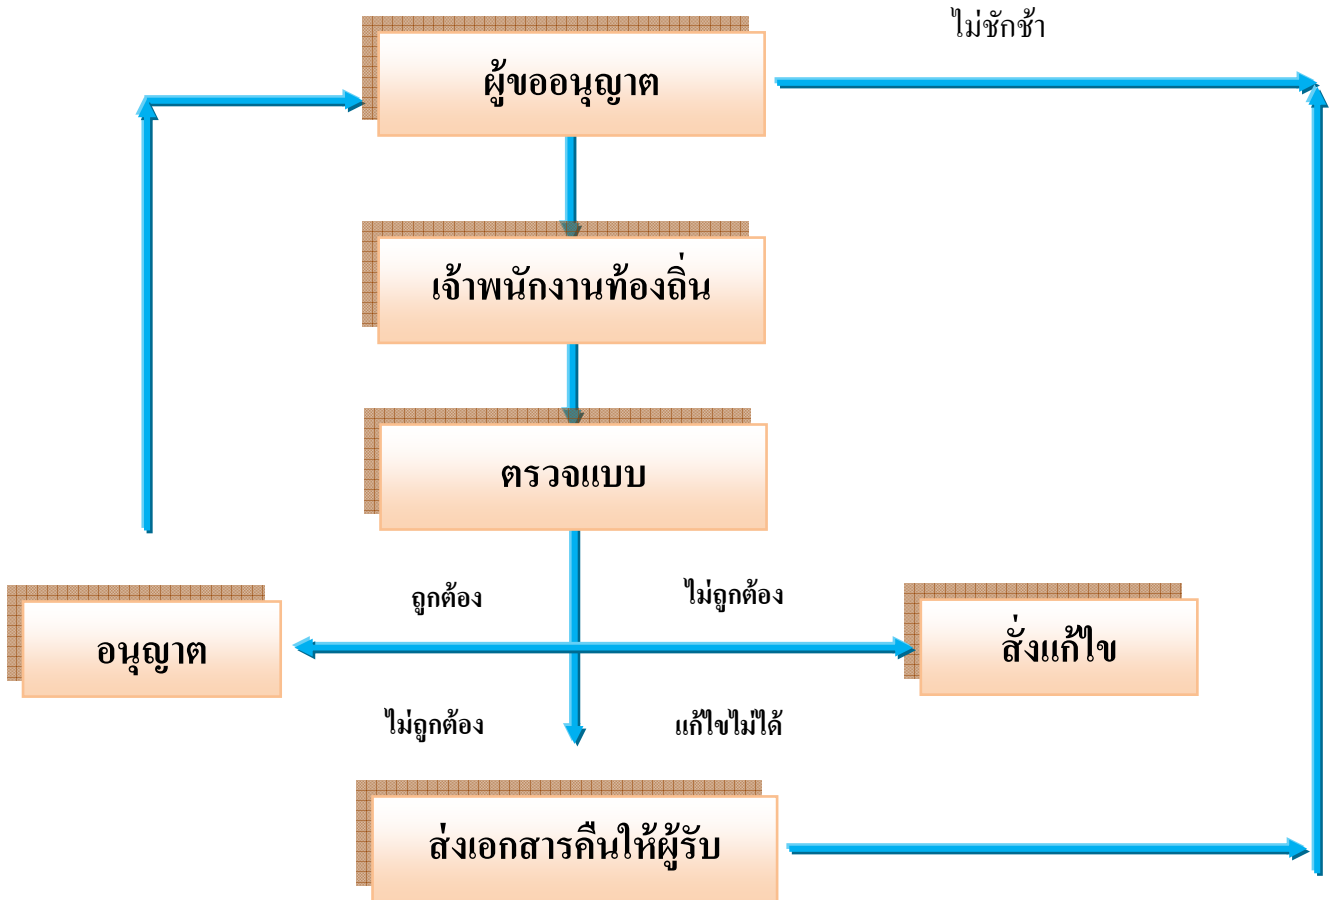 ไม่ชักช้า
ผู้ขออนุญาต
เจ้าพนักงานท้องถิ่น
ตรวจแบบ
ถูกต้อง
ไม่ถูกต้อง
อนุญาต
สั่งแก้ไข
ไม่ถูกต้อง
แก้ไขไม่ได้
ส่งเอกสารคืนให้ผู้รับ